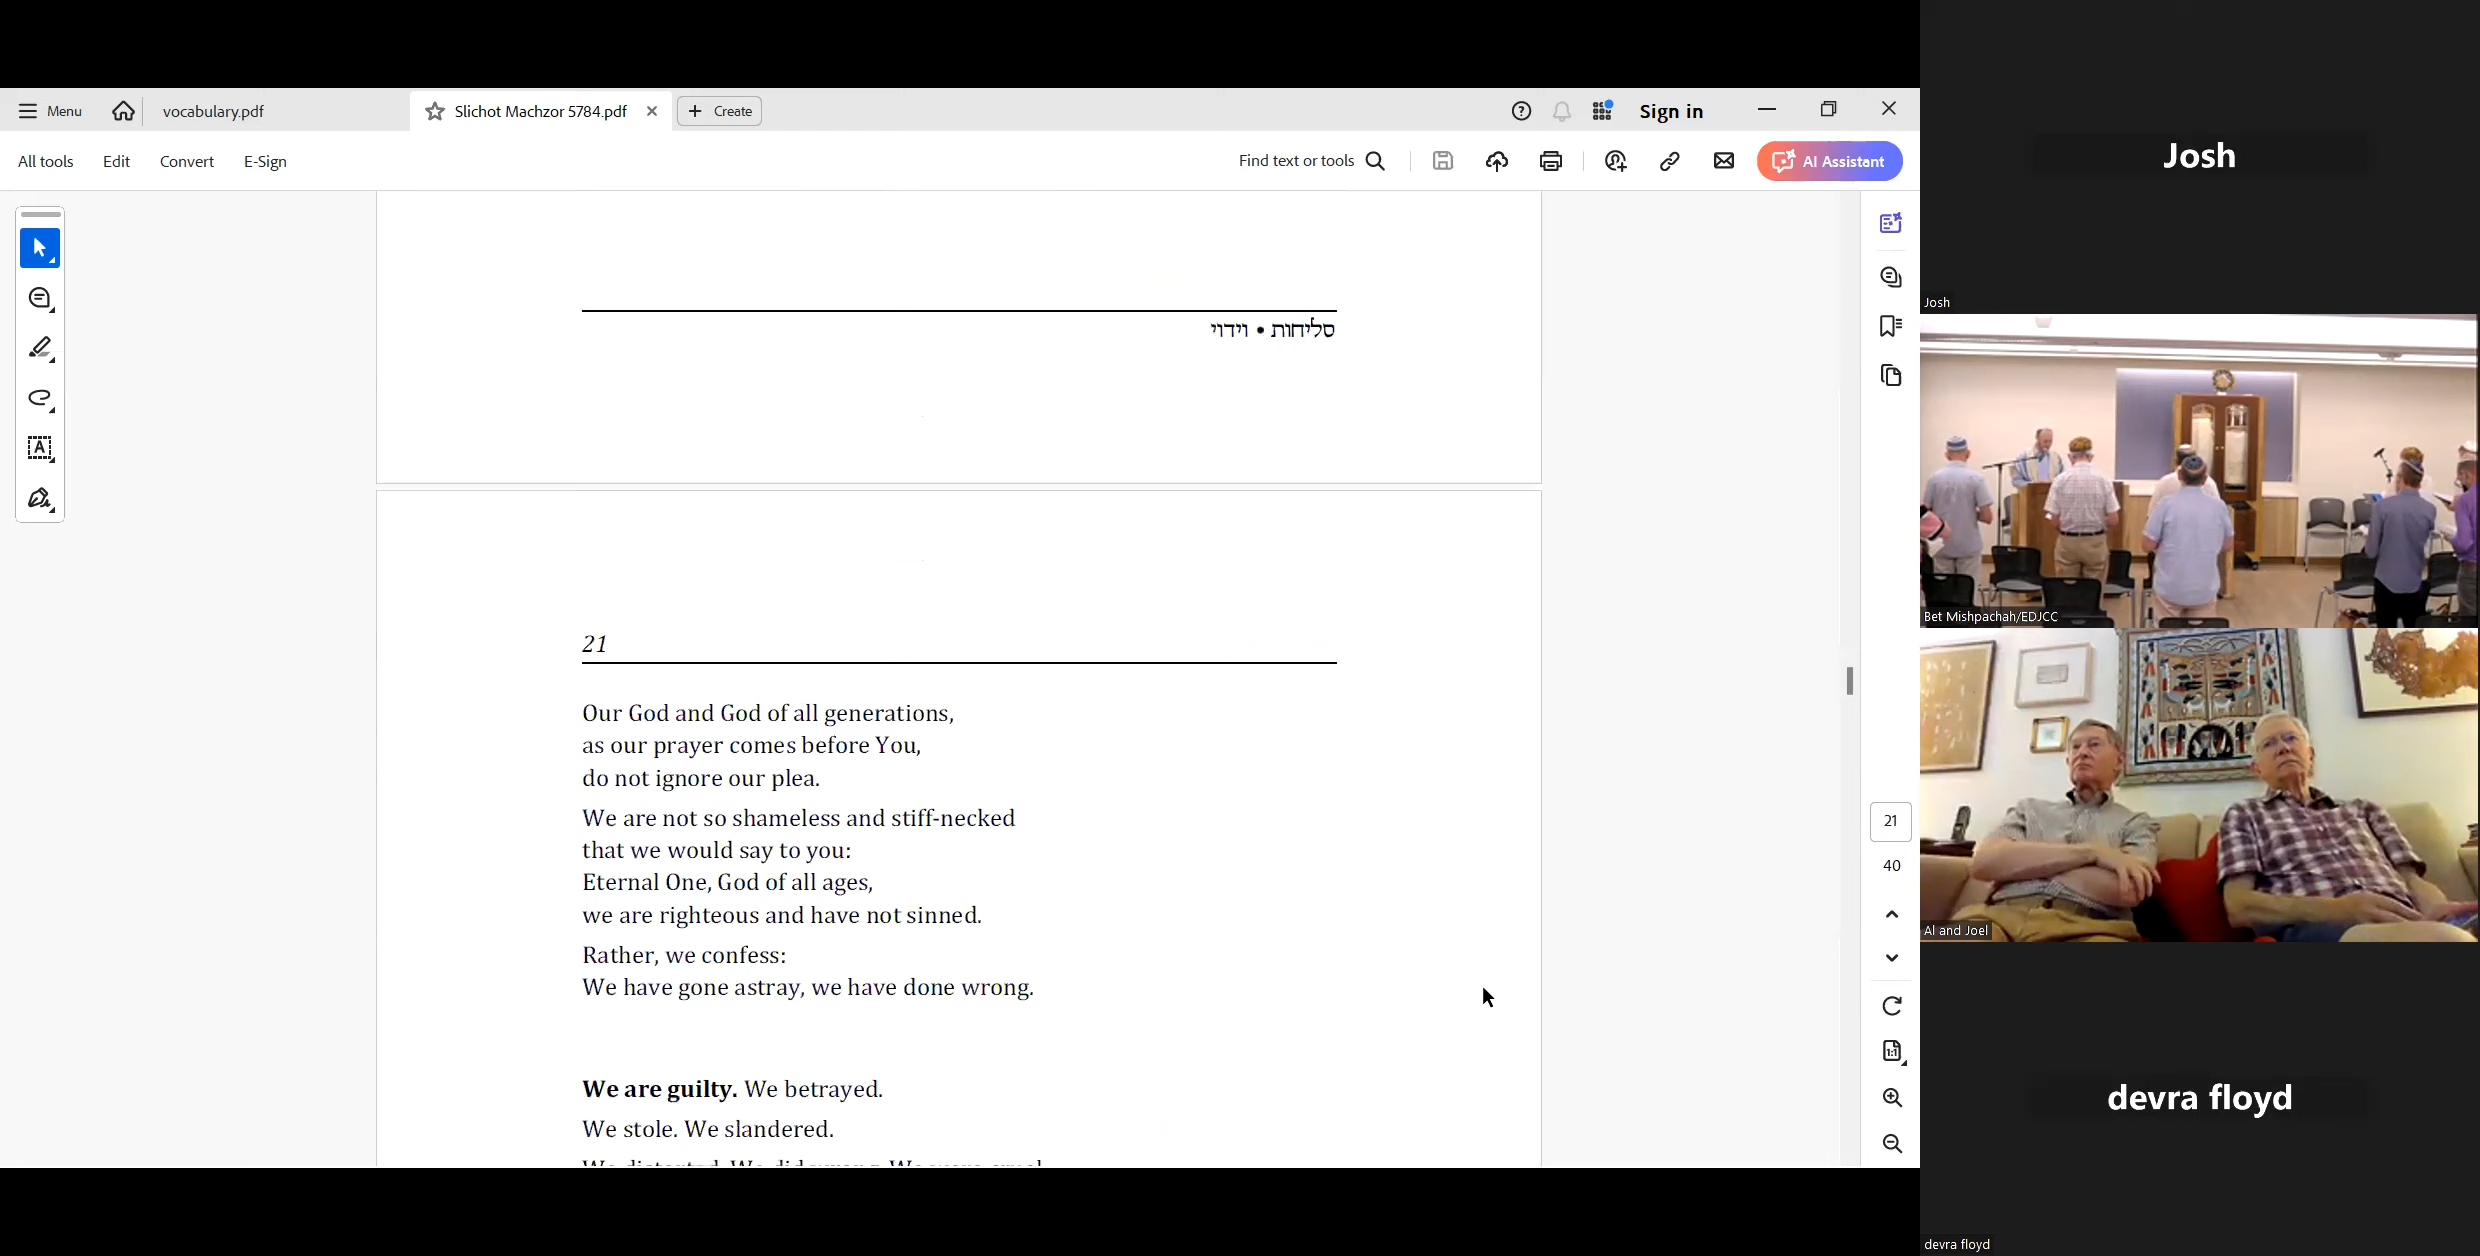 Menu
vocabulary.pdf
Slichot Machzor 5784.pdf
Create
Sign in
All tools
Edit
Convert
E-Sign
Find text or tools
AI Assistant
סליחות • וידוי
21
Our God and God of all generations,
as our prayer comes before You,
do not ignore our plea.
We are not so shameless and stiff-necked
that we would say to you:
Eternal One, God of all ages,
we are righteous and have not sinned.
Rather, we confess:
We have gone astray, we have done wrong.
We are guilty. We betrayed.
We stole. We slandered.
21
40
Josh
Josh
Bet Mishpachah/EDJCC
Al and Joel
devra floyd
devra floyd